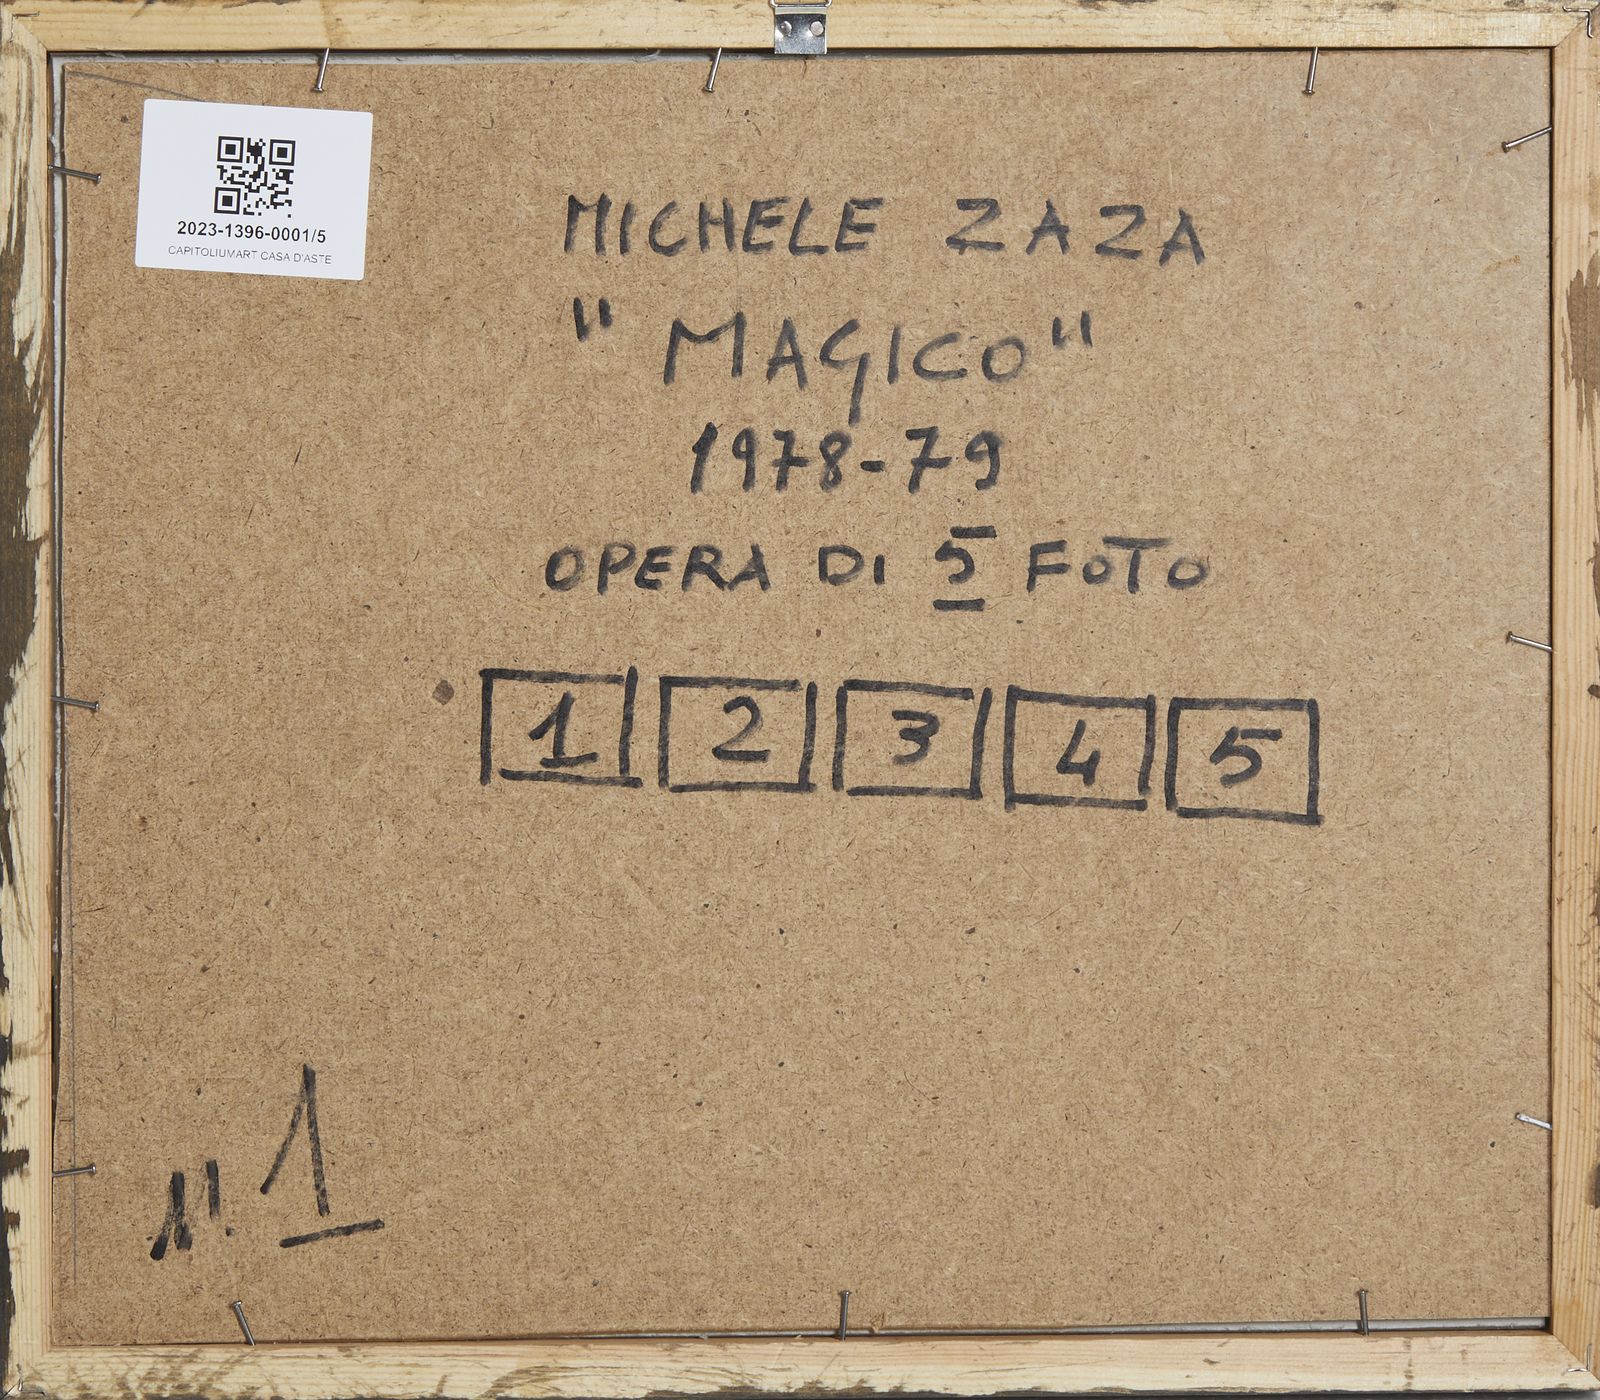 2023-1396-0001/5
CAPITOLIUMART CASA D'ASTE
MICHELE ZAZA
"MAGICO"
1978-79
OPERA DI 5 FOTO
1 2 3 4 5
N. 1